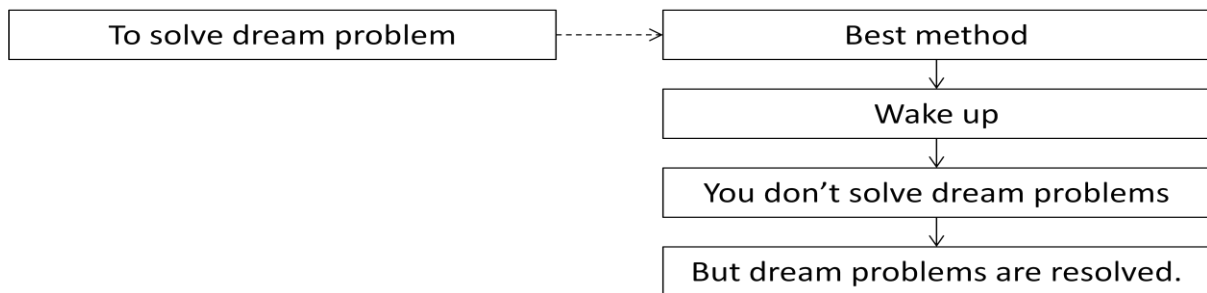 To solve dream problem
Best method
Wake up
You don’t solve dream problems
But dream problems are resolved.